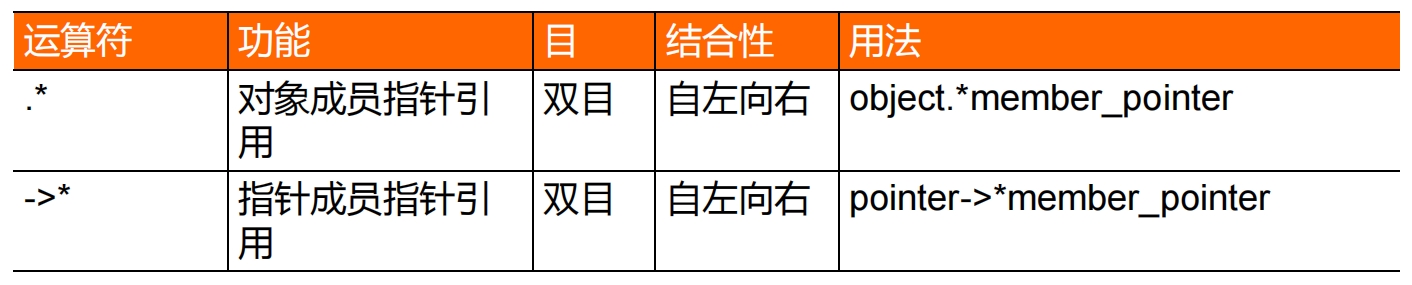 运算符 功能 目 结合性 用法
.* 对象成员指针引 双目 自左向右 object.*member_pointer
用
->* 指针成员指针引 双目 自左向右 pointer->*member_pointer
用